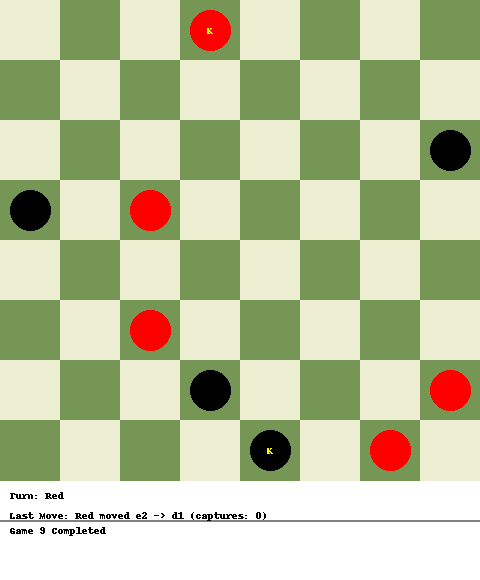 K
K
Turn: Red
Last Move: Red moved e2 -> d1 (captures: 0)
Game 9 Completed